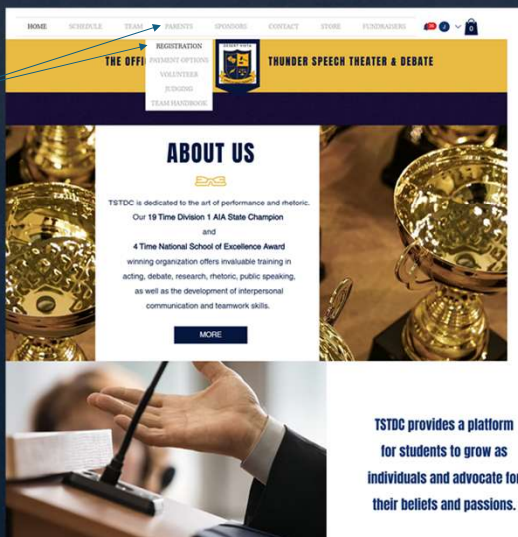 HOME SCHEDULE TEAM PARENTS SPONSORS CONTACT STORE FUNDRAISERS J 0
REGISTRATION
PAYMENT OPTIONS
VOLUNTEER
JUDGING
TEAM HANDBOOK
THE OFFI
DESERT VISTA
THUNDER SPEECH THEATER & DEBATE
ABOUT US
TSTDC is dedicated to the art of performance and rhetoric.
Our 19 Time Division 1 AIA State Champion
and
4 Time National School of Excellence Award
winning organization offers invaluable training in
acting, debate, research, rhetoric, public speaking,
as well as the development of interpersonal
communication and teamwork skills.
MORE
TSTDC provides a platform
for students to grow as
individuals and advocate for
their beliefs and passions.